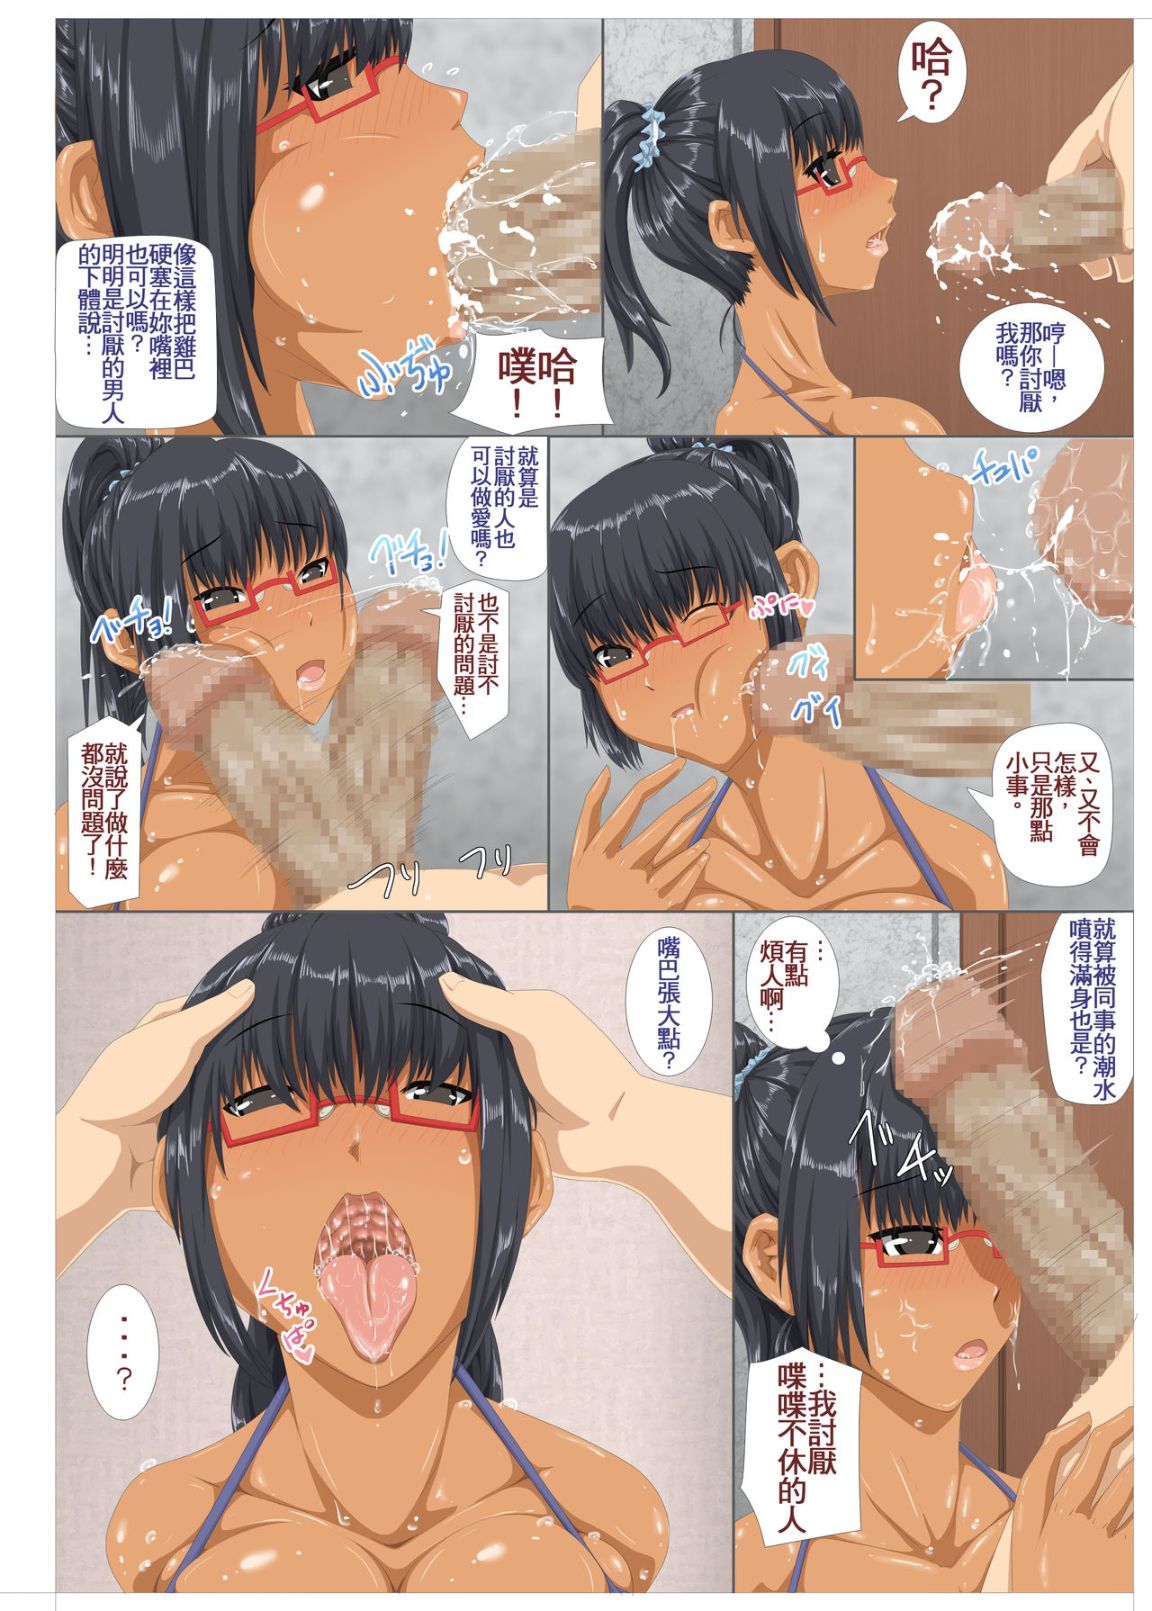 哈？
哼—嗯，
那你討厭
我嗎？
哈！
噗！
ぶぢゅ
像這樣把雞巴
硬塞在妳嘴裡
也可以嗎？
明明是討厭的男人
的下體說…
チュパ
ぷに♥
グィ
グイ
又、又不會
怎樣，
只是那點
小事。
就算是
討厭的人也
可以做愛嗎？
ベチョ！
ベチョ！
也不是討不
討厭的問題…
就說了做什麼
都沒問題了！
フリ
フリ
就算被同事的潮水
噴得滿身也是？
…
有點
煩人啊…
ベチッ
…我討厭
喋喋不休的人
嘴巴張大點？
くちゅぱ。♥
…？